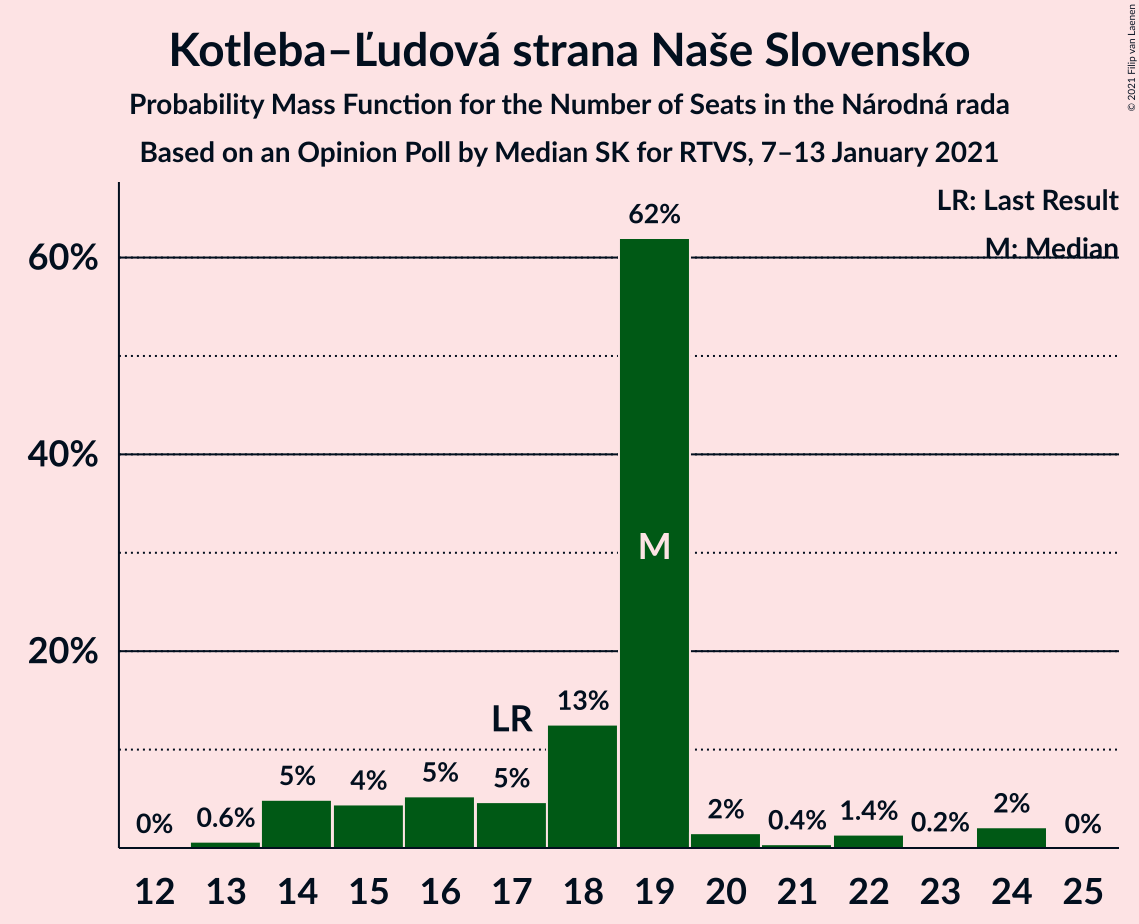 Kotleba–Ľudová strana Naše Slovensko
Probability Mass Function for the Number of Seats in the Národná rada
Based on an Opinion Poll by Median SK for RTVS, 7–13 January 2021
© 2021 Filip van Laenen
LR: Last Result
M: Median
60%
40%
20%
0%
0.6%
5%
4%
5%
5%
LR
13%
62%
M
2%
0.4%
1.4%
0.2%
2%
0%
12 13 14 15 16 17 18 19 20 21 22 23 24 25